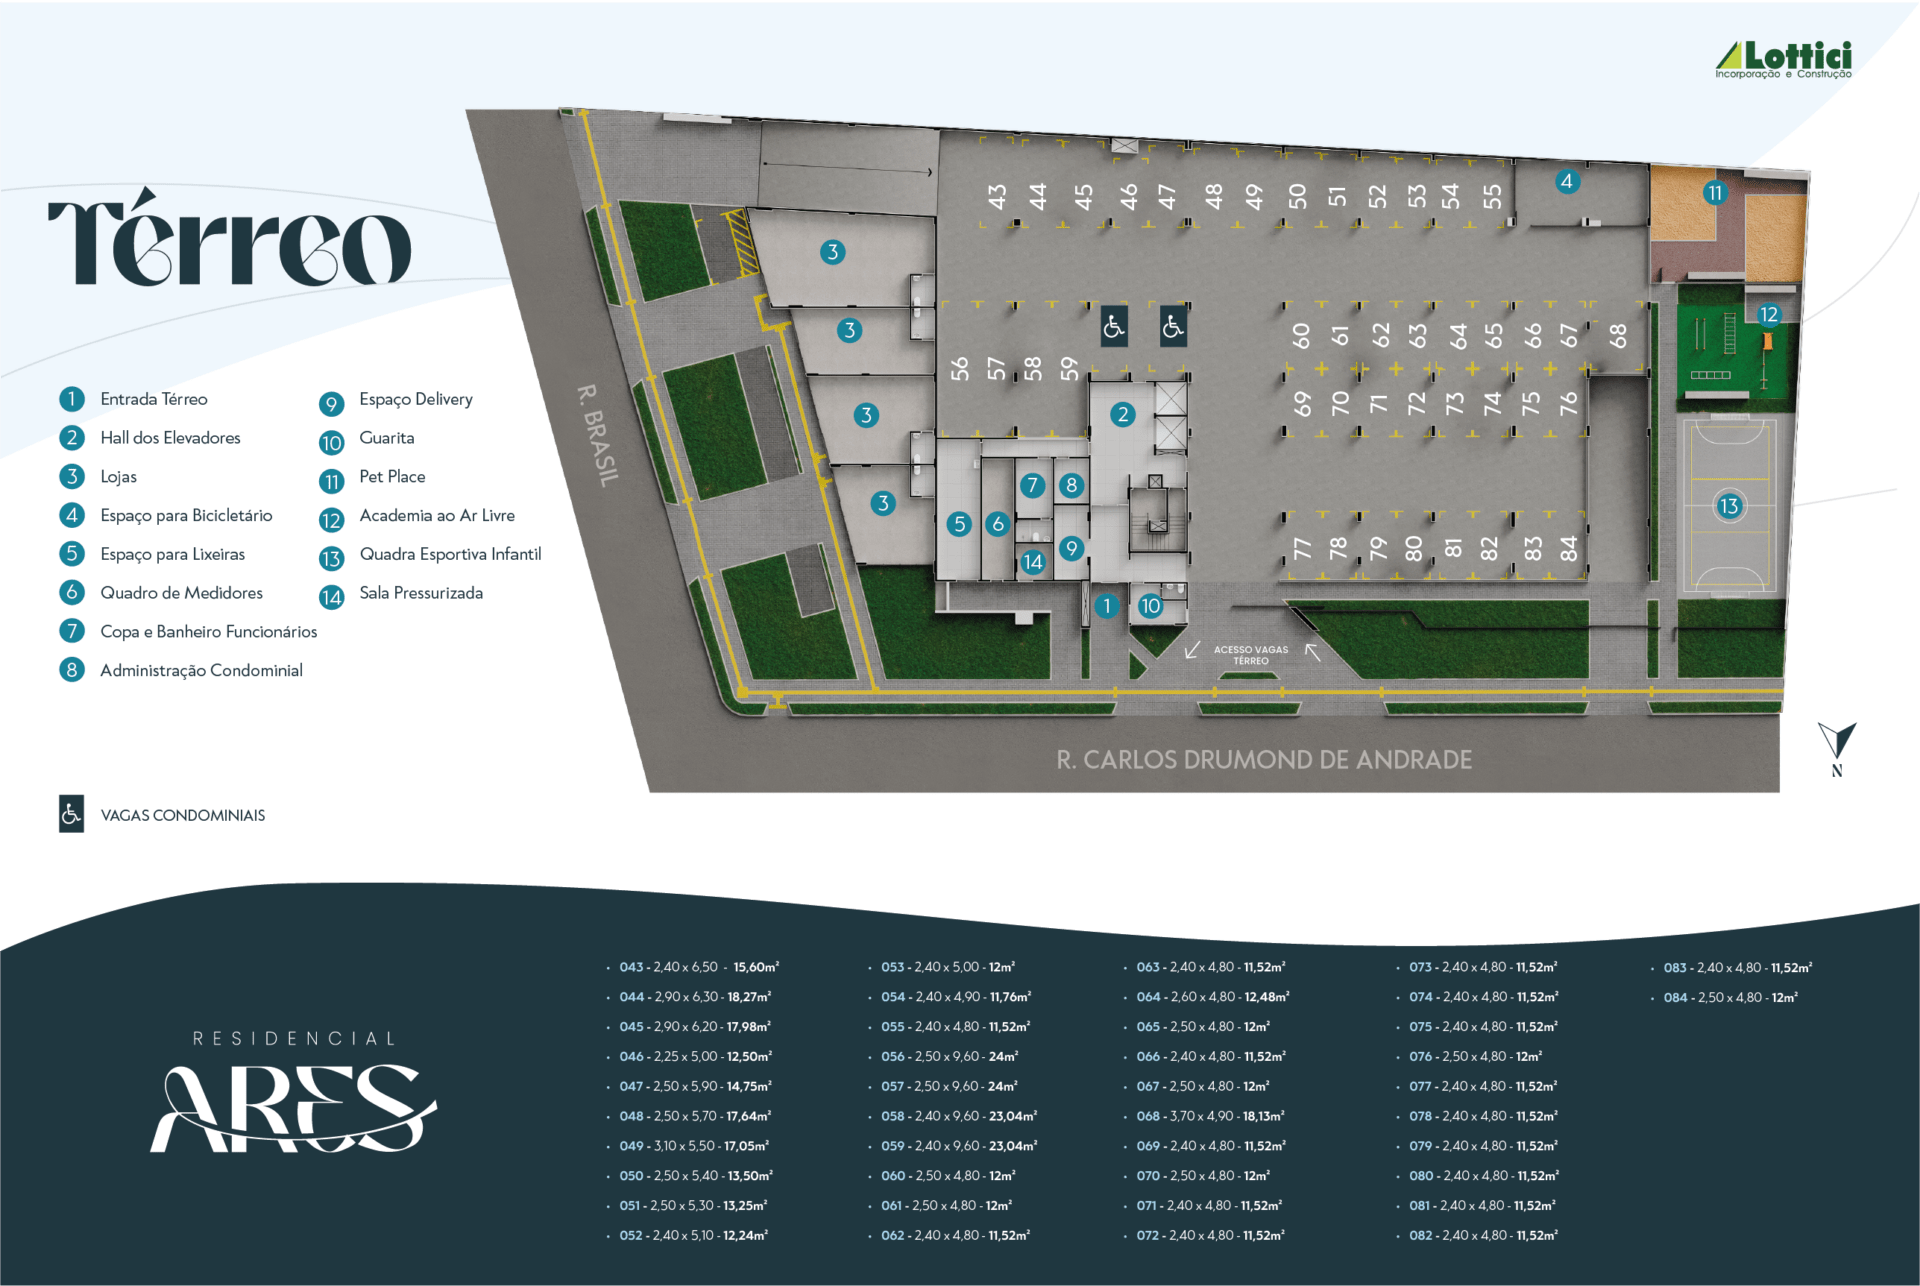 Lottici
Incorporação e Construção
Térreo
1 Entrada Térreo
2 Hall dos Elevadores
3 Lojas
4 Espaço para Bicicletário
5 Espaço para Lixeiras
6 Quadro de Medidores
7 Copa e Banheiro Funcionários
8 Administração Condominial
9 Espaço Delivery
10 Guarita
11 Pet Place
12 Academia ao Ar Livre
13 Quadra Esportiva Infantil
14 Sala Pressurizada
VAGAS CONDOMINIAIS
43 44 45 46 47 48 49 50 51 52 53 54 55
4
11
3
3
3
3
12
56 57 58 59
60 61 62 63 64 65 66 67 68
69 70 71 72 73 74 75 76
2
7
8
5
6
9
14
13
77 78 79 80 81 82 83 84
1
10
ACESSO VAGAS
TÉRREO
R. BRASIL
R. CARLOS DRUMOND DE ANDRADE
N
RESIDENCIAL
ARES
043 - 2,40 x 6,50 - 15,60m²
044 - 2,90 x 6,30 - 18,27m²
045 - 2,90 x 6,20 - 17,98m²
046 - 2,25 x 5,00 - 12,50m²
047 - 2,50 x 5,90 - 14,75m²
048 - 2,50 x 5,70 - 17,64m²
049 - 3,10 x 5,50 - 17,05m²
050 - 2,50 x 5,40 - 13,50m²
051 - 2,50 x 5,30 - 13,25m²
052 - 2,40 x 5,10 - 12,24m²
053 - 2,40 x 5,00 - 12m²
054 - 2,40 x 4,90 - 11,76m²
055 - 2,40 x 4,80 - 11,52m²
056 - 2,50 x 9,60 - 24m²
057 - 2,50 x 9,60 - 24m²
058 - 2,40 x 9,60 - 23,04m²
059 - 2,40 x 9,60 - 23,04m²
060 - 2,50 x 4,80 - 12m²
061 - 2,50 x 4,80 - 12m²
062 - 2,40 x 4,80 - 11,52m²
063 - 2,40 x 4,80 - 11,52m²
064 - 2,60 x 4,80 - 12,48m²
065 - 2,50 x 4,80 - 12m²
066 - 2,40 x 4,80 - 11,52m²
067 - 2,50 x 4,80 - 12m²
068 - 3,70 x 4,90 - 18,13m²
069 - 2,40 x 4,80 - 11,52m²
070 - 2,50 x 4,80 - 12m²
071 - 2,40 x 4,80 - 11,52m²
072 - 2,40 x 4,80 - 11,52m²
073 - 2,40 x 4,80 - 11,52m²
074 - 2,40 x 4,80 - 11,52m²
075 - 2,40 x 4,80 - 11,52m²
076 - 2,50 x 4,80 - 12m²
077 - 2,40 x 4,80 - 11,52m²
078 - 2,40 x 4,80 - 11,52m²
079 - 2,40 x 4,80 - 11,52m²
080 - 2,40 x 4,80 - 11,52m²
081 - 2,40 x 4,80 - 11,52m²
082 - 2,40 x 4,80 - 11,52m²
083 - 2,40 x 4,80 - 11,52m²
084 - 2,50 x 4,80 - 12m²